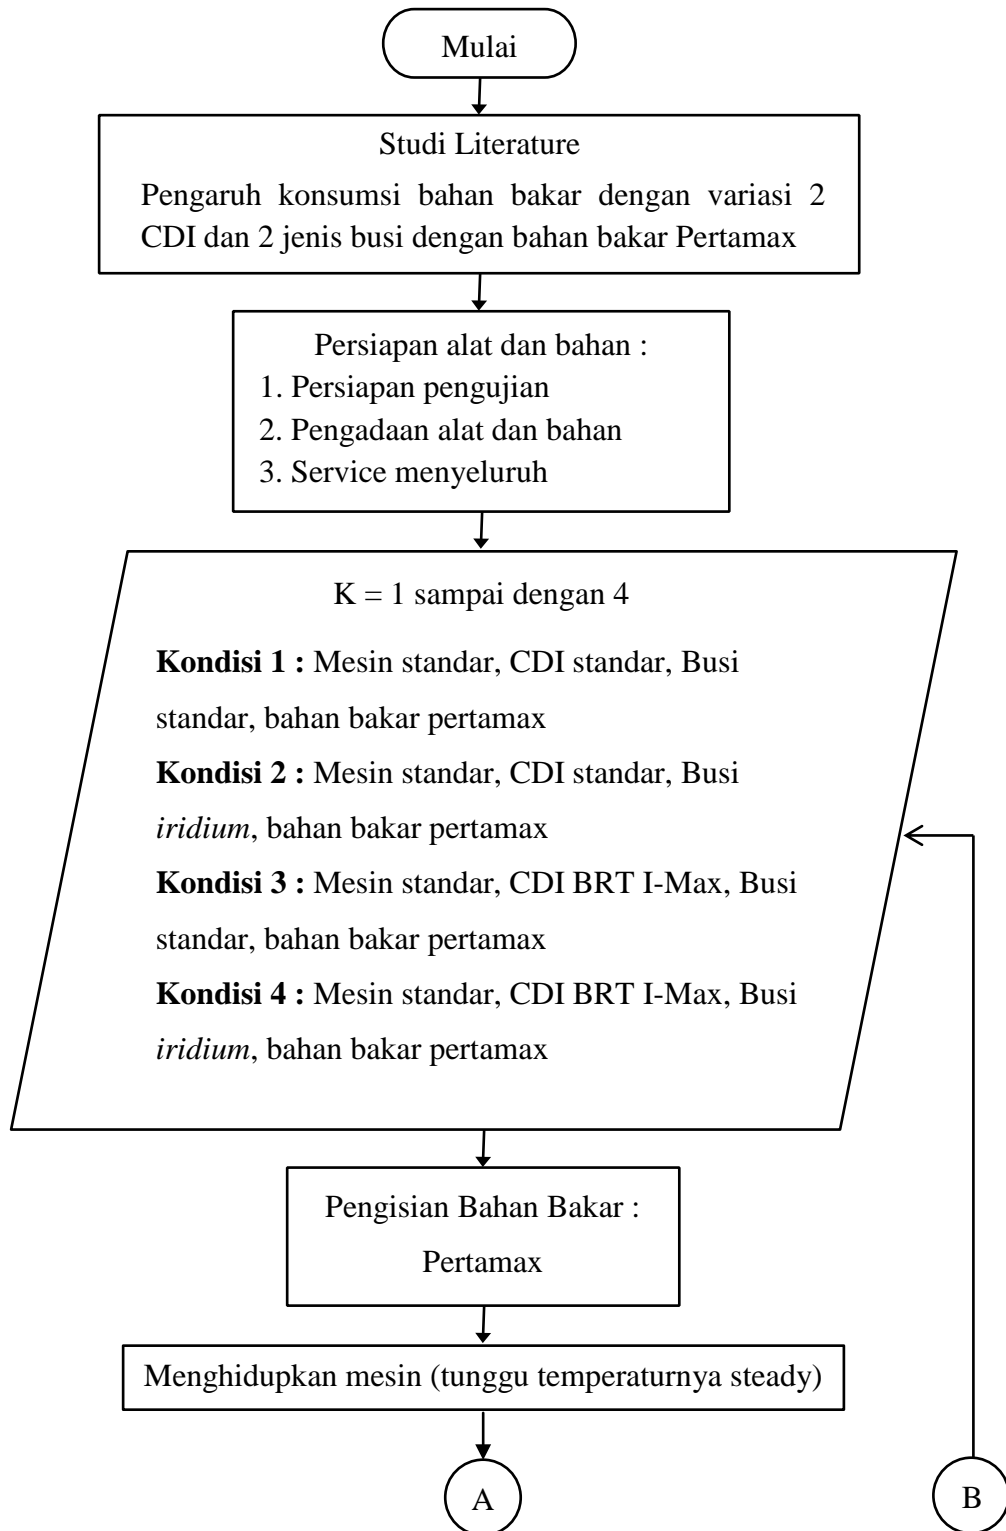 Mulai
Studi Literature
Pengaruh konsumsi bahan bakar dengan variasi 2
CDI dan 2 jenis busi dengan bahan bakar Pertamax
Persiapan alat dan bahan :
1. Persiapan pengujian
2. Pengadaan alat dan bahan
3. Service menyeluruh
K = 1 sampai dengan 4
Kondisi 1 : Mesin standar, CDI standar, Busi
standar, bahan bakar pertamax
Kondisi 2 : Mesin standar, CDI standar, Busi
iridium, bahan bakar pertamax
Kondisi 3 : Mesin standar, CDI BRT I-Max, Busi
standar, bahan bakar pertamax
Kondisi 4 : Mesin standar, CDI BRT I-Max, Busi
iridium, bahan bakar pertamax
Pengisian Bahan Bakar :
Pertamax
Menghidupkan mesin (tunggu temperaturnya steady)
A
B